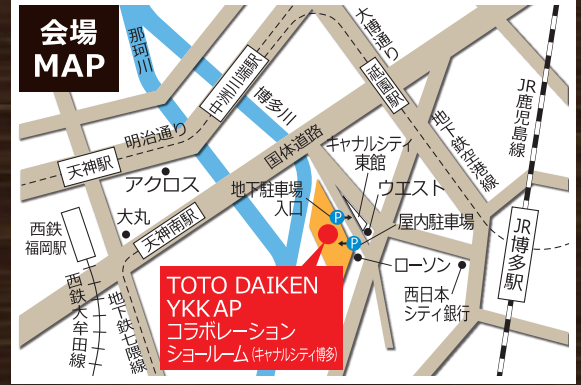 会場
MAP
那珂川
中洲川端駅
博多川
大博通り
祇園駅
JR鹿児島線
地下鉄空港線
明治通り
国体道路
天神駅
アクロス
キャナルシティ
東館
地下駐車場
入口
ウエスト
P
屋内駐車場
P
大丸
天神南駅
西鉄
福岡駅
ローソン
JR博多駅
西日本
シティ銀行
西鉄大牟田線
地下鉄七隈線
TOTO DAIKEN
YKK AP
コラボレーション
ショールーム(キャナルシティ博多)